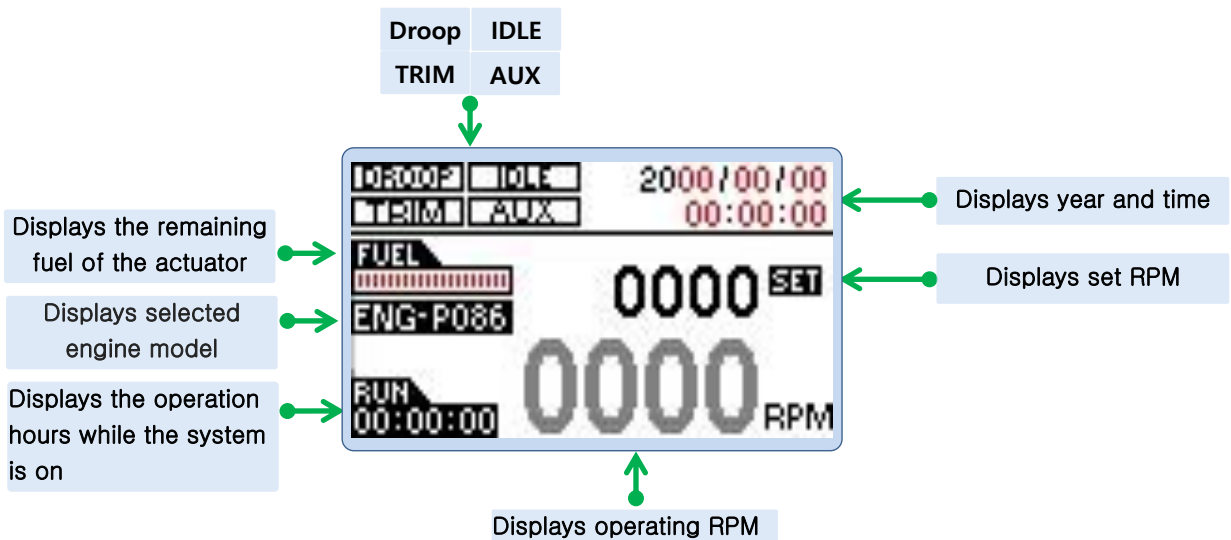 Droop IDLE
TRIM AUX
DROOP IDLE 2000/00/00
TRIM AUX 00:00:00
Displays year and time
Displays the remaining
fuel of the actuator
FUEL
0000 SET
Displays set RPM
Displays selected
engine model
ENG-P086
Displays the operation
hours while the system
is on
RUN
00:00:00
0000 RPM
Displays operating RPM